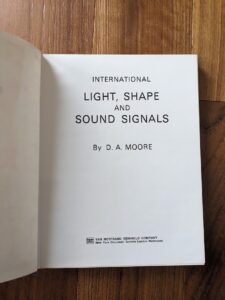 INTERNATIONAL
LIGHT, SHAPE
AND
SOUND SIGNALS
By D. A. MOORE
VAN NOSTRAND REINHOLD COMPANY